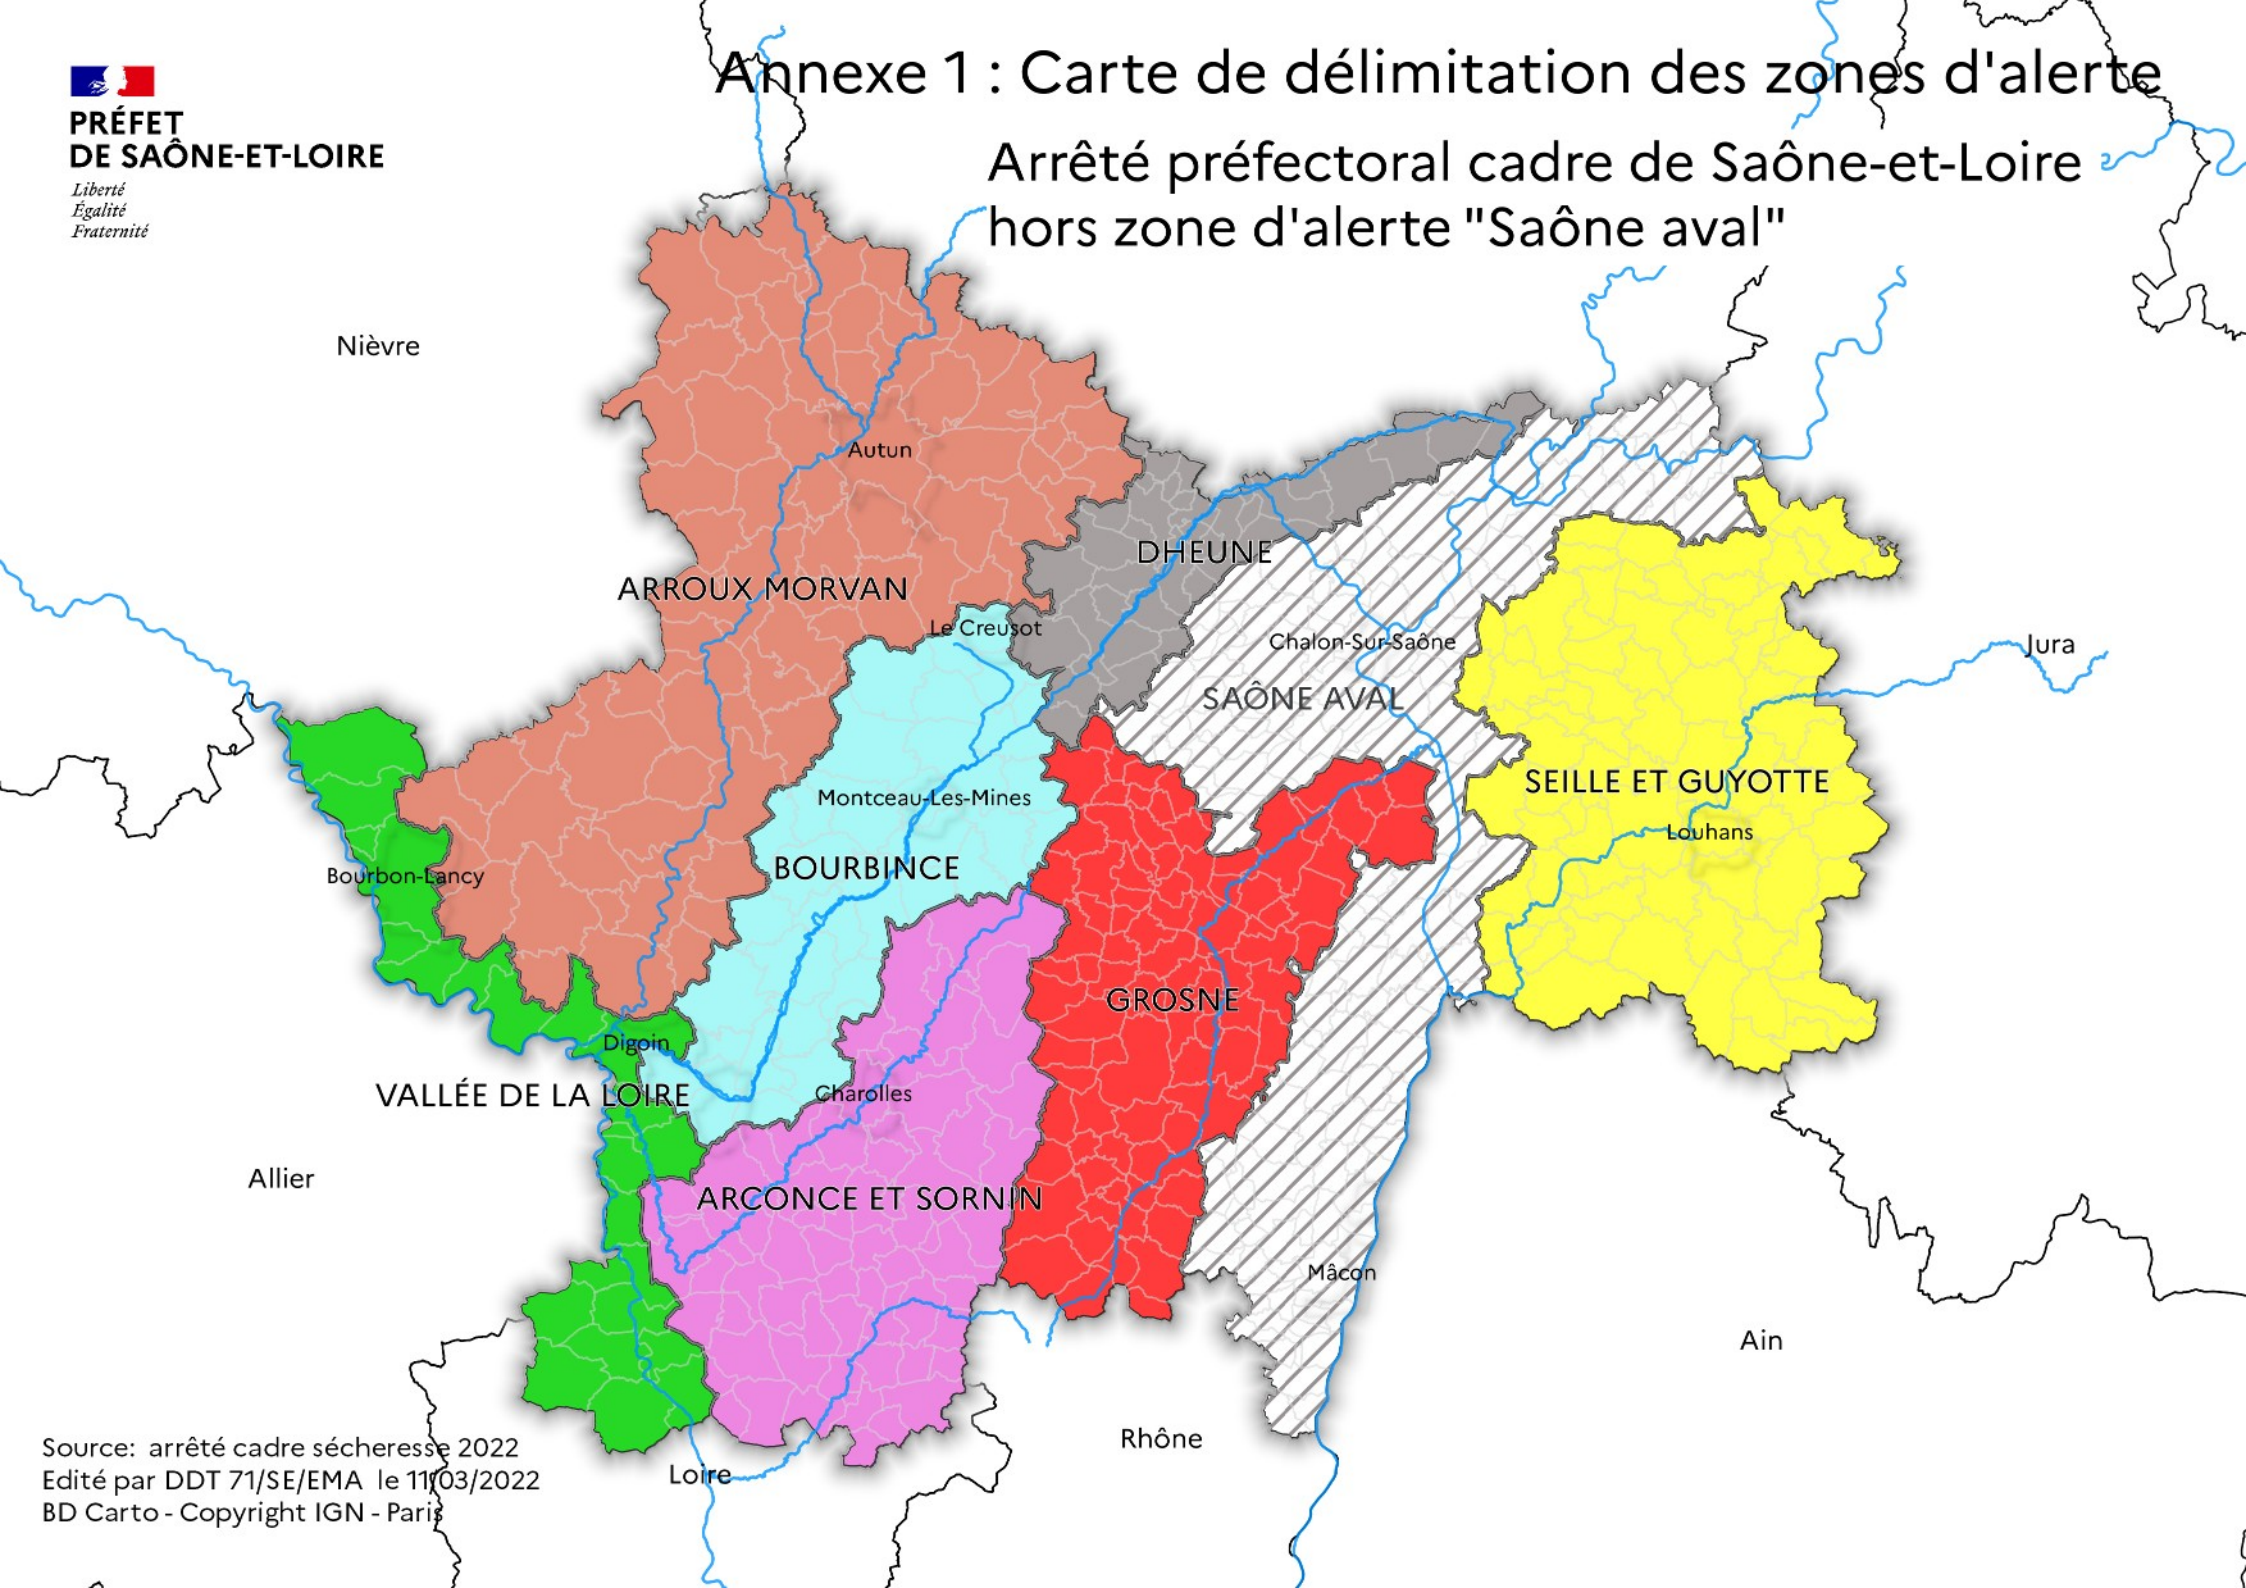 Annexe 1 : Carte de délimitation des zones d'alerte
PRÉFET
DE SAÔNE-ET-LOIRE
Liberté
Égalité
Fraternité
Arrêté préfectoral cadre de Saône-et-Loire
hors zone d'alerte "Saône aval"
Nièvre
Autun
DHEUNE
ARROUX MORVAN
Le Creusot
Chalon-Sur-Saône
Jura
SAÔNE AVAL
SEILLE ET GUYOTTE
Montceau-Les-Mines
Louhans
BOURBINCE
Bourbon-Lancy
GROSNE
Digoin
VALLÉE DE LA LOIRE
Charolles
Allier
ARCONCE ET SORNIN
Mâcon
Ain
Rhône
Loire
Source: arrêté cadre sécheresse 2022
Edité par DDT 71/SE/EMA le 11/03/2022
BD Carto - Copyright IGN - Paris